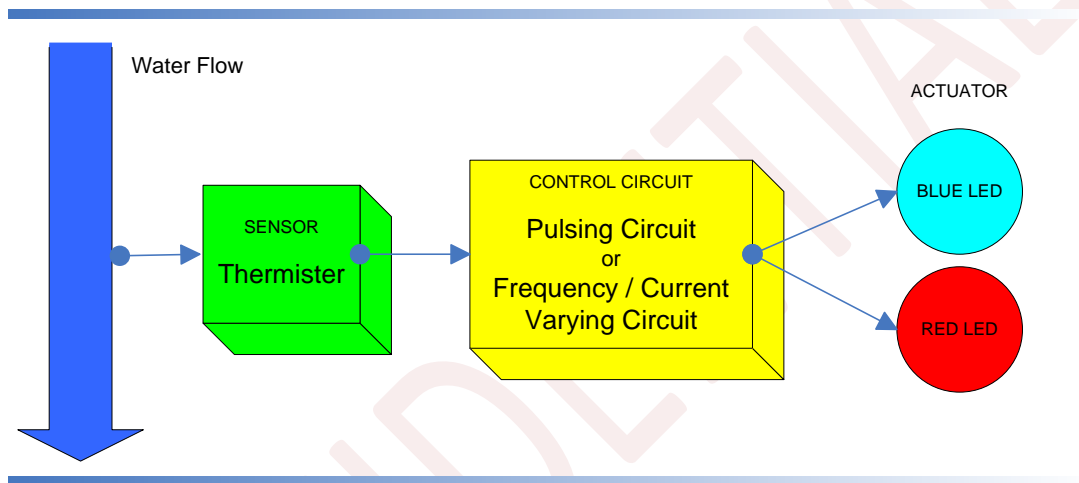 Water Flow
SENSOR
Thermister
CONTROL CIRCUIT
Pulsing Circuit
or
Frequency / Current
Varying Circuit
ACTUATOR
BLUE LED
RED LED